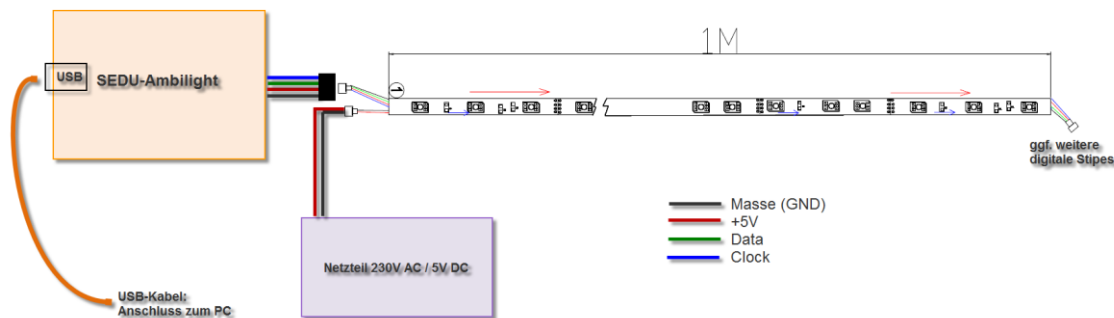 1M
USB
SEDU-Ambilight
1
ggf. weitere
digitale Stipes
Masse (GND)
+5V
Data
Clock
Netzteil 230V AC / 5V DC
USB-Kabel:
Anschluss zum PC